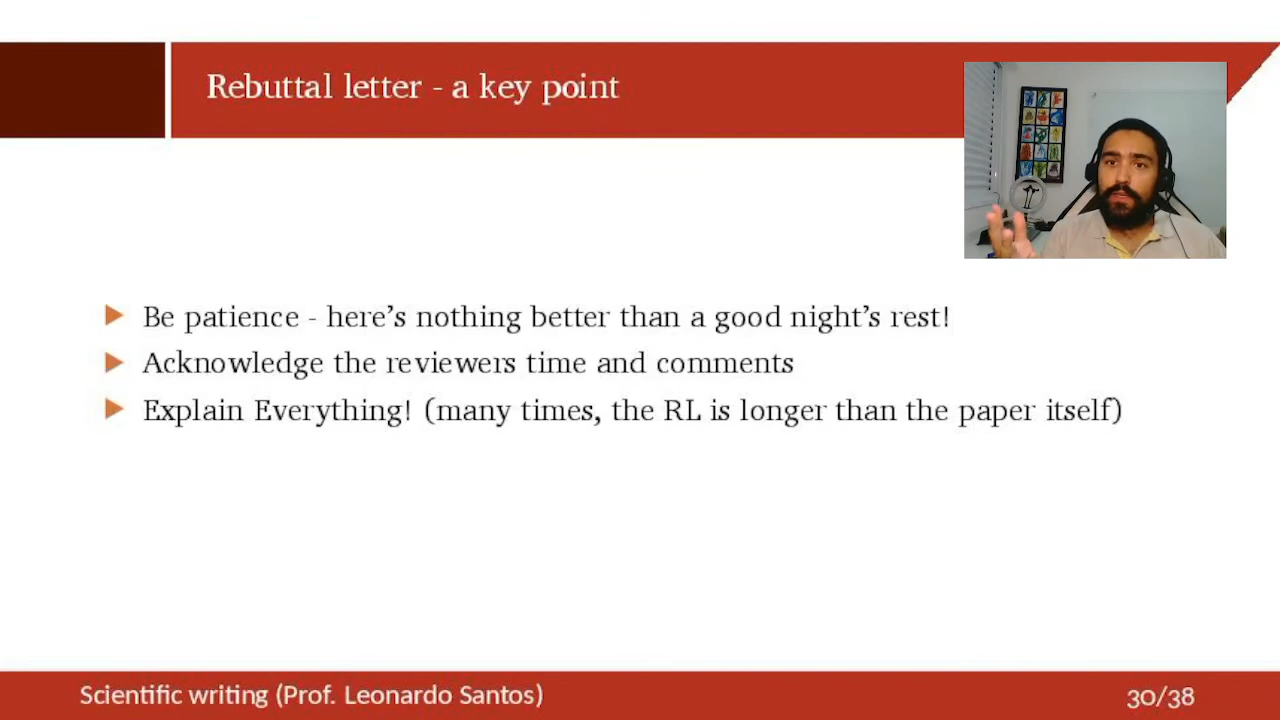 Rebuttal letter - a key point
Be patience - here's nothing better than a good night's rest!
Acknowledge the reviewers time and comments
Explain Everything! (many times, the RL is longer than the paper itself)
Scientific writing (Prof. Leonardo Santos)
30/38